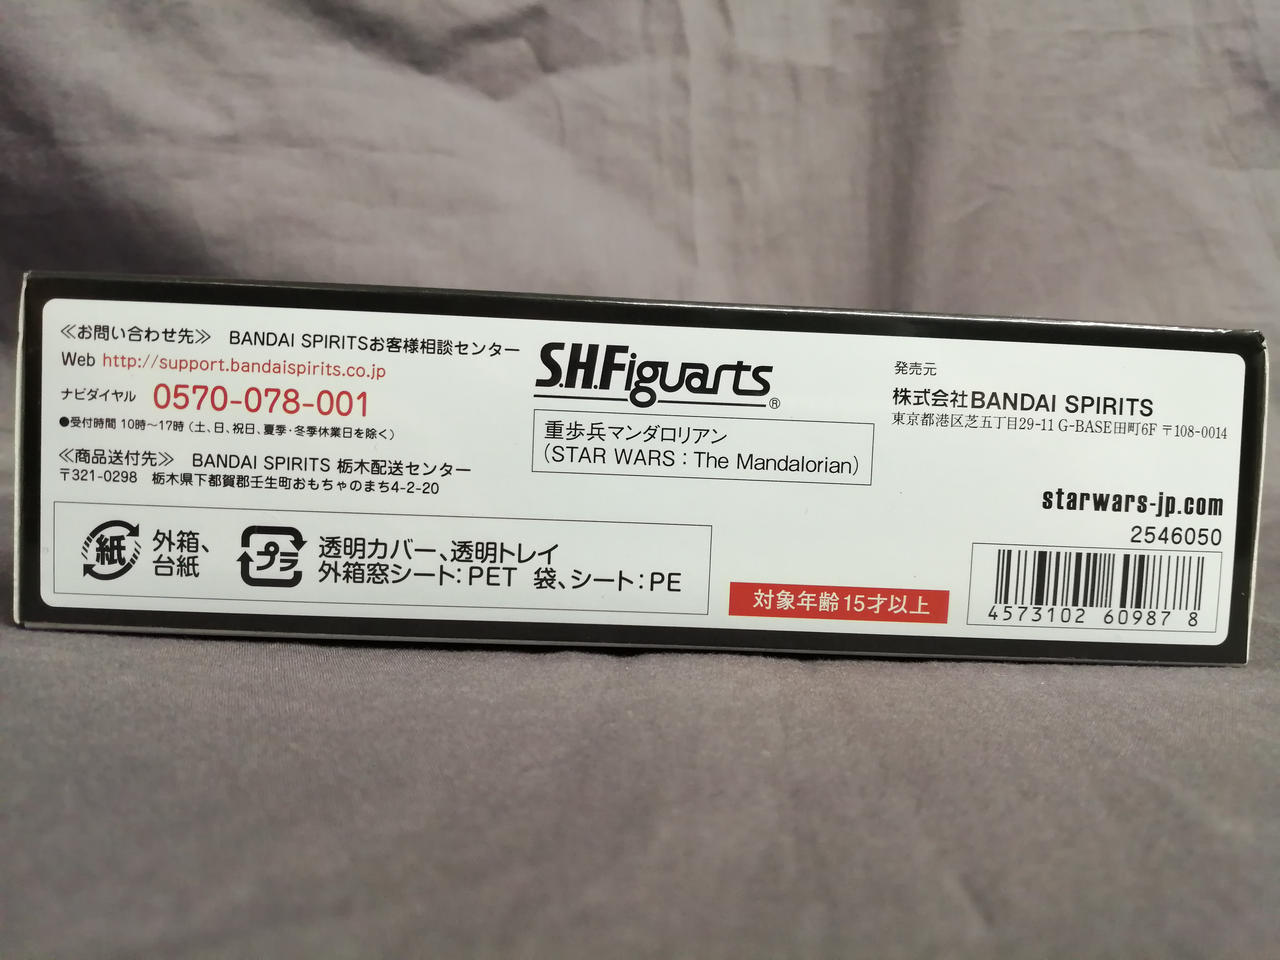 ≪お問い合わせ先≫ BANDAI SPIRITSお客様相談センター
Web http://support.bandaispirits.co.jp
ナビダイヤル 0570-078-001
●受付時間 10時～17時（土、日、祝日、夏季・冬季休業日を除く）
≪商品送付先≫ BANDAI SPIRITS 栃木配送センター
〒321-0298 栃木県下都賀郡壬生町おもちゃのまち4-2-20
紙
外箱、
台紙
プラ
透明カバー、透明トレイ
外箱窓シート：PET 袋、シート：PE
S.H.Figuarts®
重歩兵マンダロリアン
（STAR WARS：The Mandalorian）
対象年齢15才以上
発売元
株式会社BANDAI SPIRITS
東京都港区芝五丁目29-11 G-BASE田町6F 〒108-0014
starwars-jp.com
2546050
4573102 60987 8